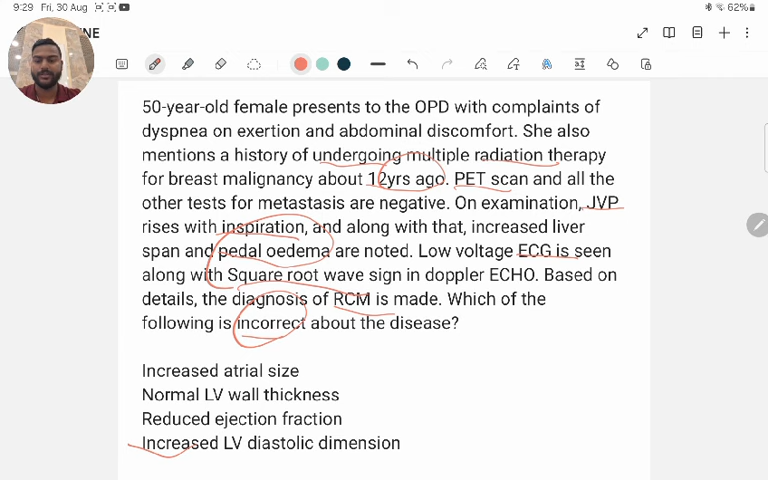 9:29 Fri, 30 Aug
62%
NE
50-year-old female presents to the OPD with complaints of
dyspnea on exertion and abdominal discomfort. She also
mentions a history of undergoing multiple radiation therapy
for breast malignancy about 12yrs ago. PET scan and all the
other tests for metastasis are negative. On examination, JVP
rises with inspiration, and along with that, increased liver
span and pedal oedema are noted. Low voltage ECG is seen
along with Square root wave sign in doppler ECHO. Based on
details, the diagnosis of RCM is made. Which of the
following is incorrect about the disease?
Increased atrial size
Normal LV wall thickness
Reduced ejection fraction
Increased LV diastolic dimension